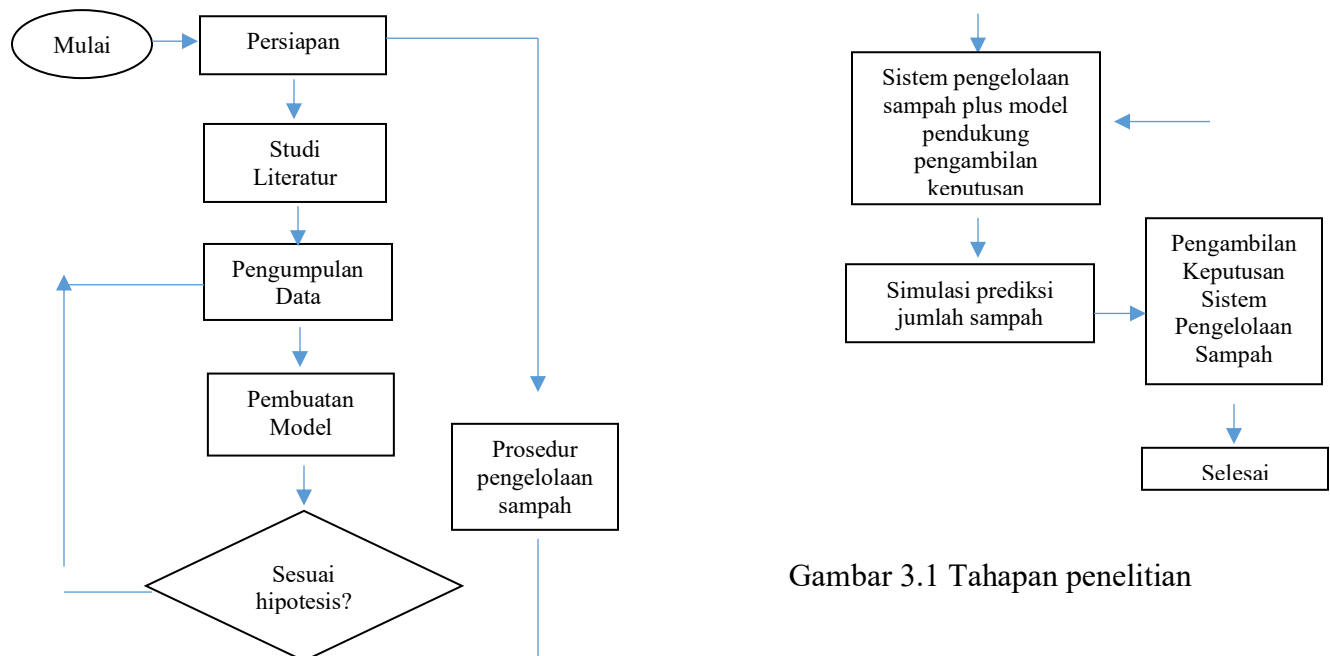 Mulai
Persiapan
Studi
Literatur
Pengumpulan
Data
Pembuatan
Model
Sesuai
hipotesis?
Prosedur
pengelolaan
sampah
Sistem pengelolaan
sampah plus model
pendukung
pengambilan
keputusan
Simulasi prediksi
jumlah sampah
Pengambilan
Keputusan
Sistem
Pengelolaan
Sampah
Selesai
Gambar 3.1 Tahapan penelitian